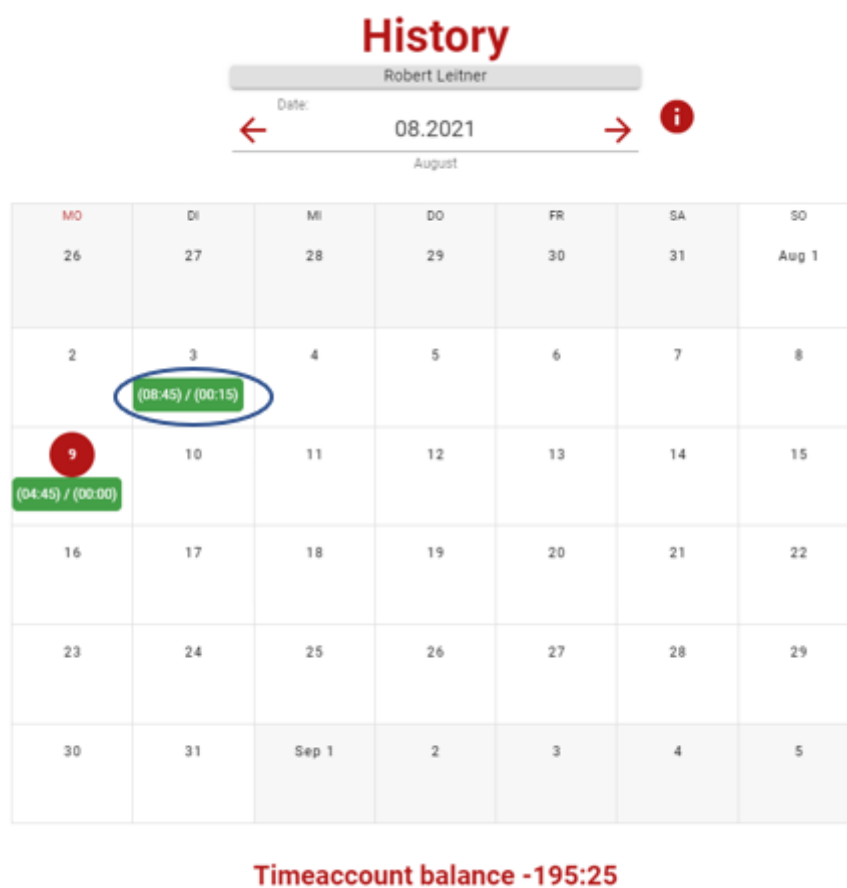 History
Robert Leitner
Date:
08.2021
August
MO DI MI DO FR SA SO
26 27 28 29 30 31 Aug 1
2 3 4 5 6 7 8
(08:45) / (00:15)
9 10 11 12 13 14 15
(04:45) / (00:00)
16 17 18 19 20 21 22
23 24 25 26 27 28 29
30 31 Sep 1 2 3 4 5
Timeaccount balance -195:25